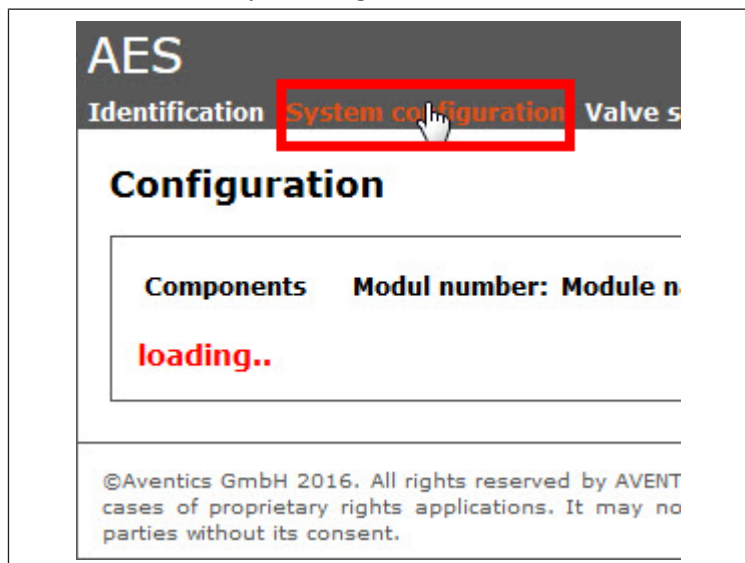 AES
Identification System configuration Valve s
Configuration
Components Modul number: Module n
loading..
©Aventics GmbH 2016. All rights reserved by AVENT
cases of proprietary rights applications. It may no
parties without its consent.